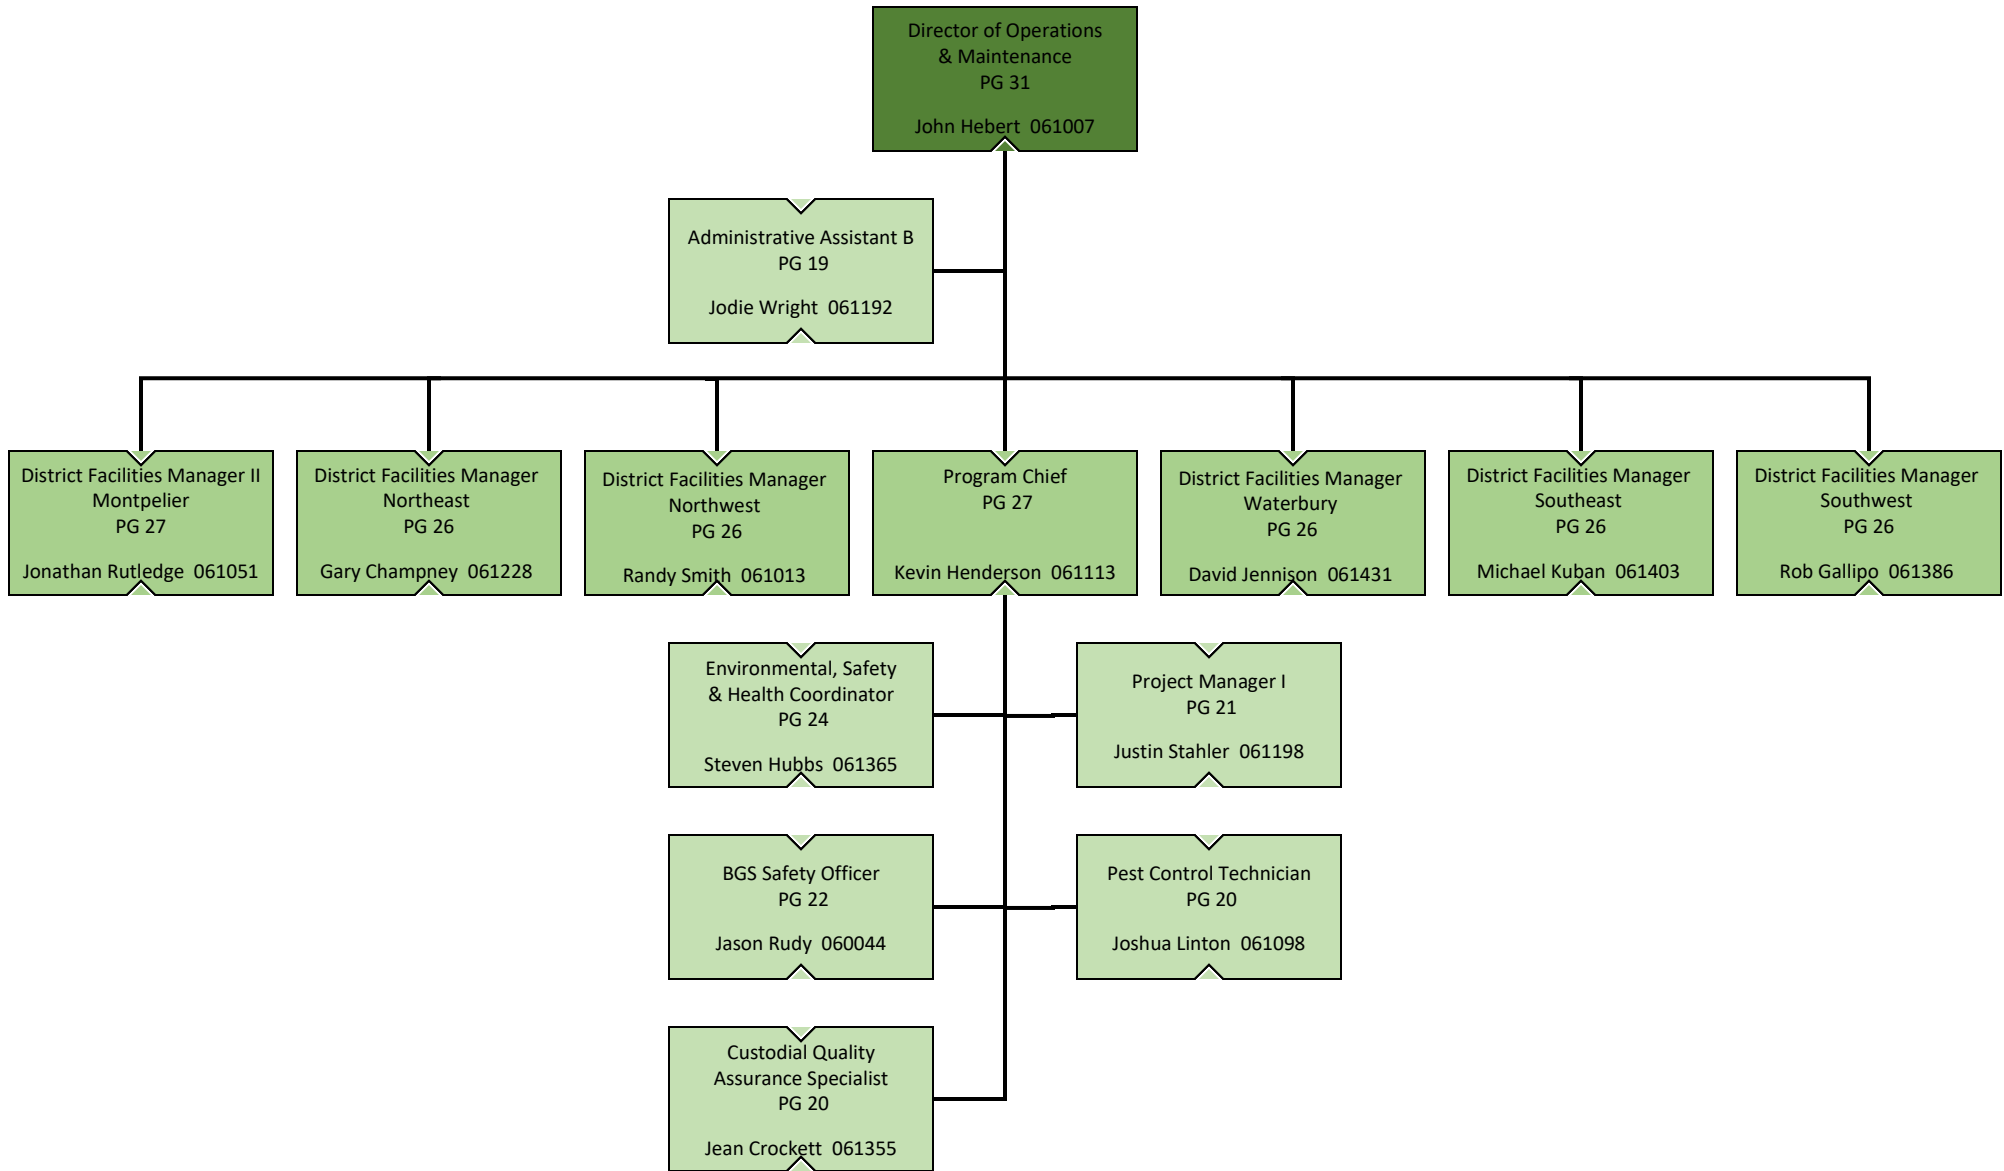 Director of Operations
& Maintenance
PG 31
John Hebert  061007
Administrative Assistant B
PG 19
Jodie Wright  061192
District Facilities Manager II
Montpelier
PG 27
Jonathan Rutledge  061051
District Facilities Manager
Northeast
PG 26
Gary Champney  061228
District Facilities Manager
Northwest
PG 26
Randy Smith  061013
Program Chief
PG 27
Kevin Henderson  061113
District Facilities Manager
Waterbury
PG 26
David Jennison  061431
District Facilities Manager
Southeast
PG 26
Michael Kuban  061403
District Facilities Manager
Southwest
PG 26
Rob Gallipo  061386
Environmental, Safety
& Health Coordinator
PG 24
Steven Hubbs  061365
Project Manager I
PG 21
Justin Stahler  061198
BGS Safety Officer
PG 22
Jason Rudy  060044
Pest Control Technician
PG 20
Joshua Linton  061098
Custodial Quality
Assurance Specialist
PG 20
Jean Crockett  061355